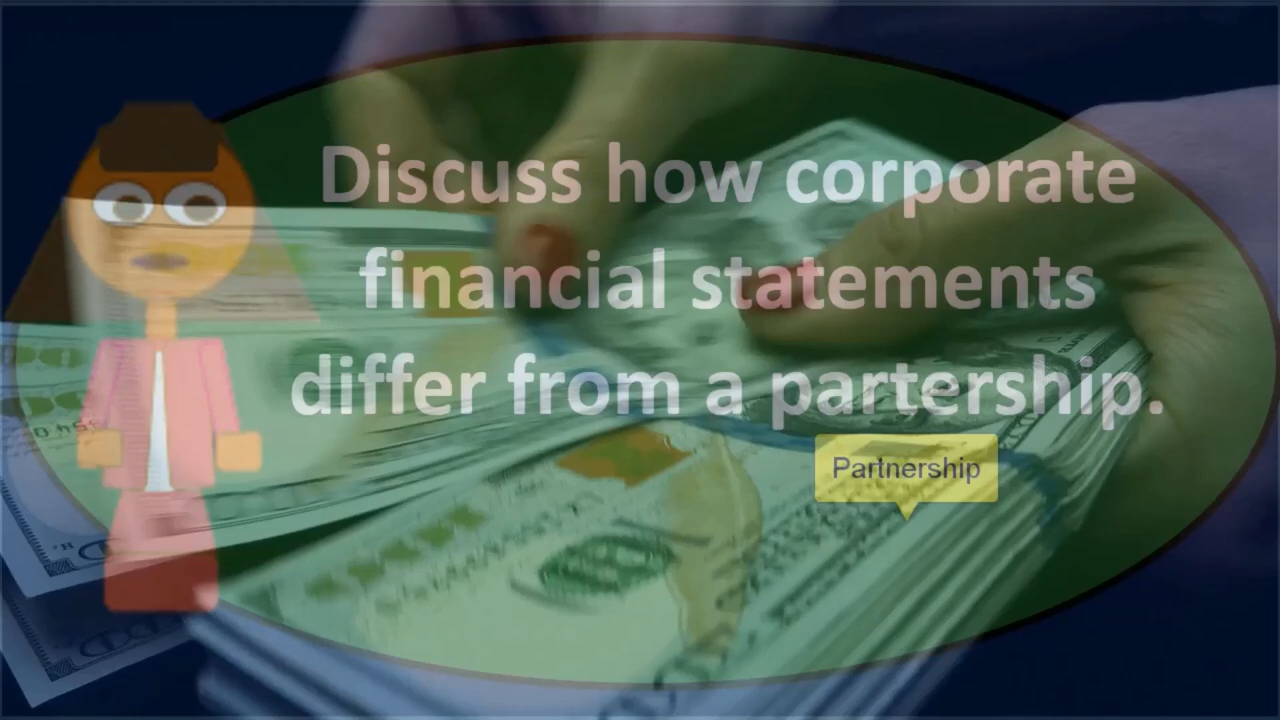 Discuss how corporate
financial statements
differ from a partership.
Partnership